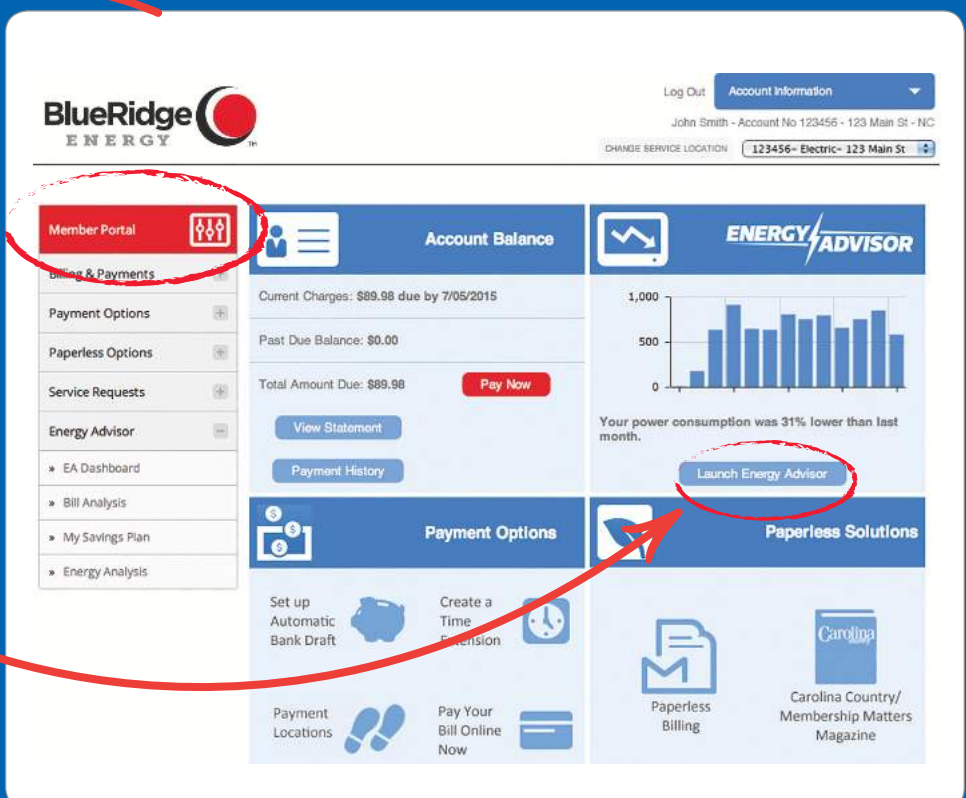 BlueRidge
ENERGY
TM
Log Out
Account Information
John Smith - Account No 123456 - 123 Main St - NC
CHANGE SERVICE LOCATION
123456- Electric- 123 Main St
Member Portal
Billing & Payments
Payment Options
Paperless Options
Service Requests
Energy Advisor
» EA Dashboard
» Bill Analysis
» My Savings Plan
» Energy Analysis
Account Balance
Current Charges: $89.98 due by 7/05/2015
Past Due Balance: $0.00
Total Amount Due: $89.98
Pay Now
View Statement
Payment History
ENERGY ADVISOR
1,000
500
0
Your power consumption was 31% lower than last
month.
Launch Energy Advisor
$
$
$
Payment Options
Set up
Automatic
Bank Draft
Create a
Time
Extension
Payment
Locations
Pay Your
Bill Online
Now
Paperless Solutions
Paperless
Billing
Carolina
Carolina Country/
Membership Matters
Magazine